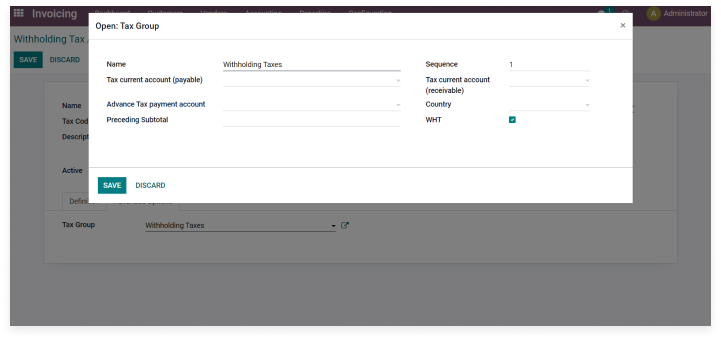 Invoicing
Administrator
Withholding Tax /
SAVE DISCARD
Open: Tax Group ×
Name Withholding Taxes Sequence 1
Tax current account (payable) Tax current account
(receivable)
Advance Tax payment account Country
Preceding Subtotal WHT
SAVE DISCARD
Name
Tax Cod
Descript
Active
Defini
Tax Group Withholding Taxes